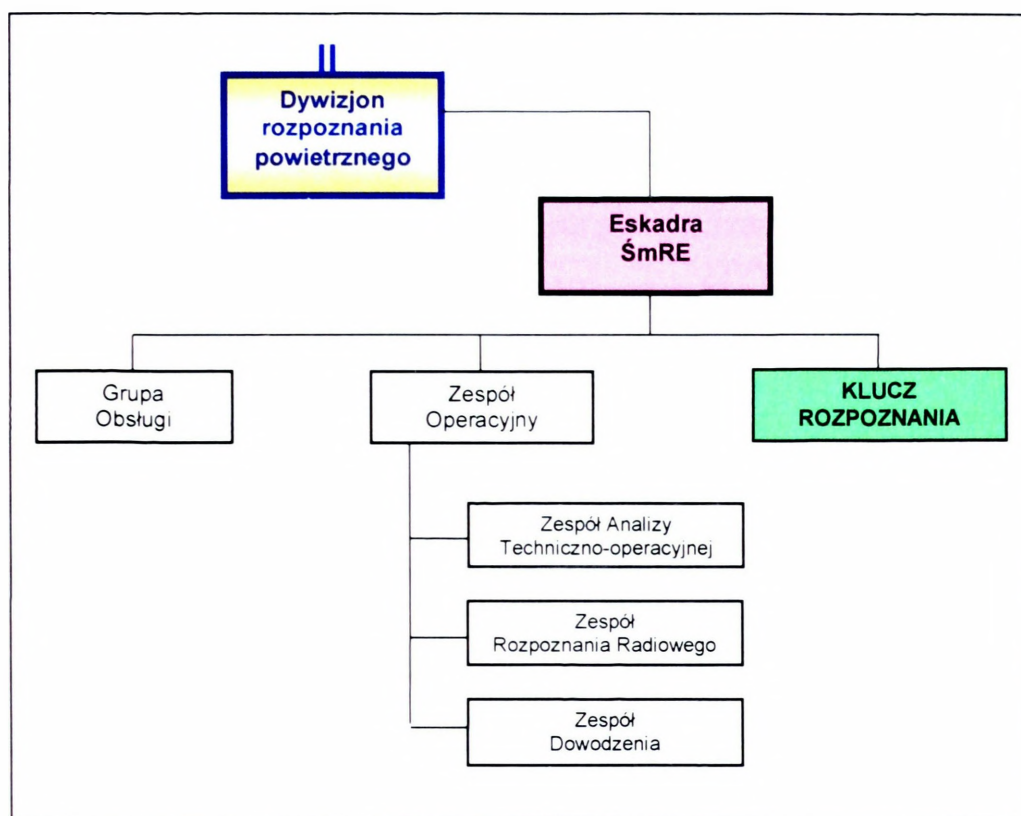 Dywizjon
rozpoznania
powietrznego
Eskadra
ŚmRE
Grupa
Obsługi
Zespół
Operacyjny
KLUCZ
ROZPOZNANIA
Zespół Analizy
Techniczno-operacyjnej
Zespół
Rozpoznania Radiowego
Zespół
Dowodzenia